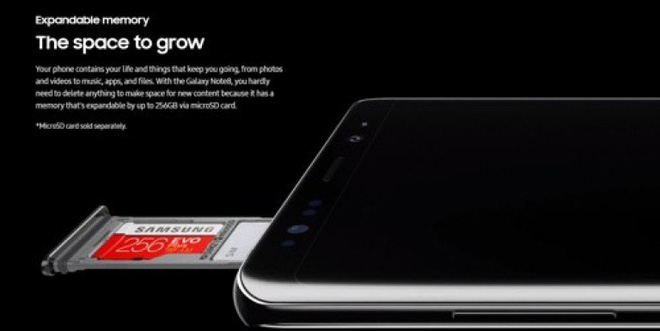 Expandable memory
The space to grow
Your phone contains your life and things that keep you going, from photos
and videos to music, apps, and files. With the Galaxy Note8, you hardly
need to delete anything to make space for new content because it has a
memory that's expandable by up to 256GB via microSD card.
*MicroSD card sold separately.
SAMSUNG
256 EVO